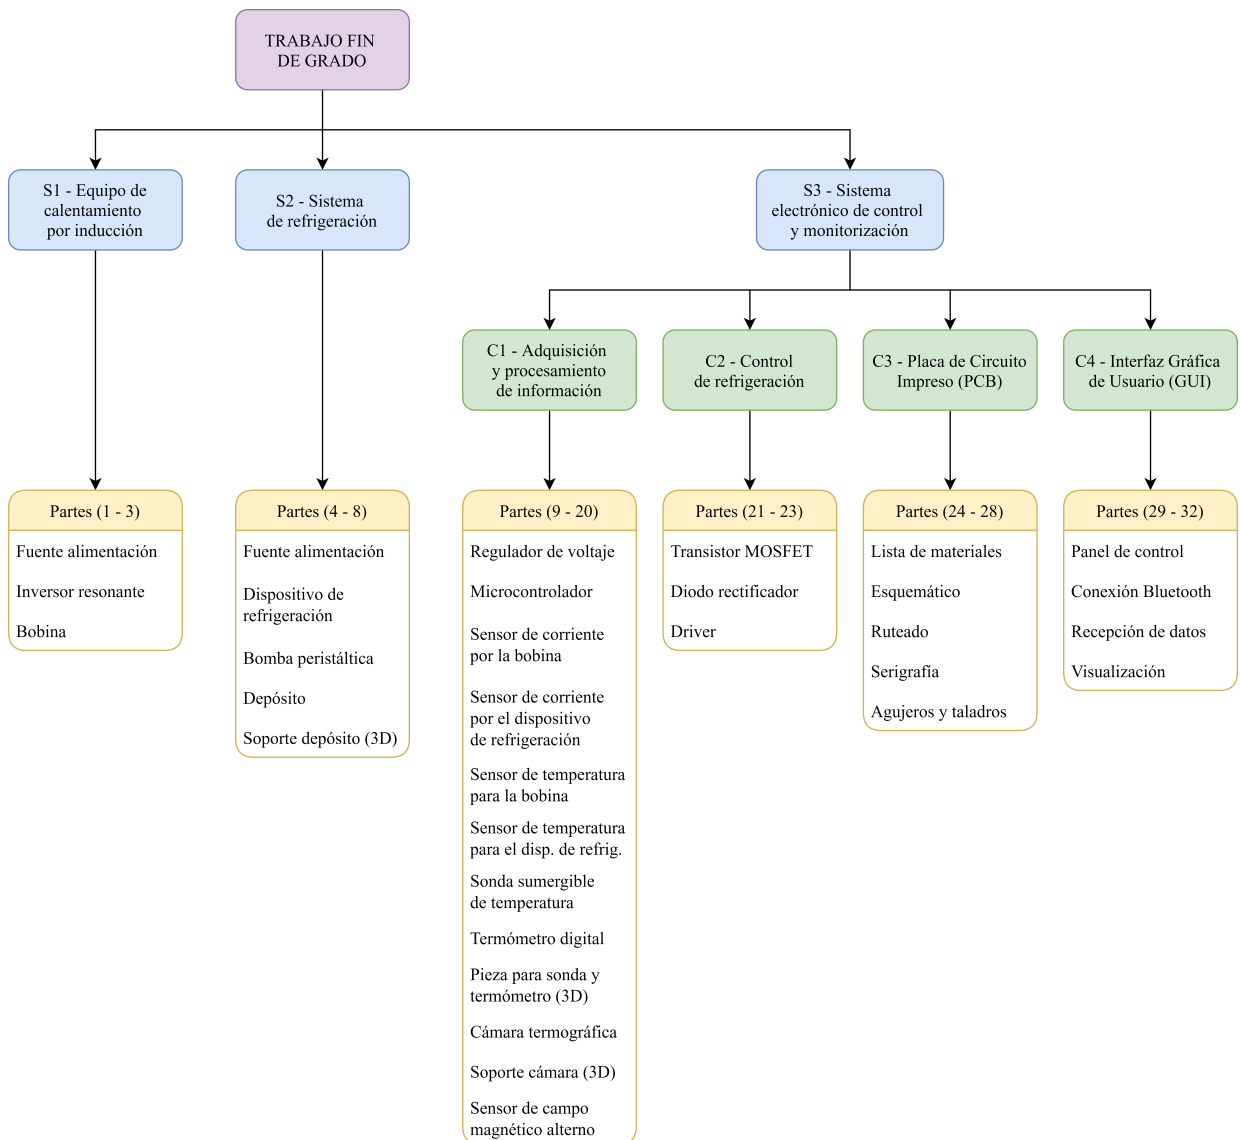 TRABAJO FIN
DE GRADO
S1 - Equipo de
calentamiento
por inducción
S2 - Sistema
de refrigeración
S3 - Sistema
electrónico de control
y monitorización
C1 - Adquisición
y procesamiento
de información
C2 - Control
de refrigeración
C3 - Placa de Circuito
Impreso (PCB)
C4 - Interfaz Gráfica
de Usuario (GUI)
Partes (1 - 3)
Fuente alimentación
Inversor resonante
Bobina
Partes (4 - 8)
Fuente alimentación
Dispositivo de
refrigeración
Bomba peristáltica
Depósito
Soporte depósito (3D)
Partes (9 - 20)
Regulador de voltaje
Microcontrolador
Sensor de corriente
por la bobina
Sensor de corriente
por el dispositivo
de refrigeración
Sensor de temperatura
para la bobina
Sensor de temperatura
para el disp. de refrig.
Sonda sumergible
de temperatura
Termómetro digital
Pieza para sonda y
termómetro (3D)
Cámara termográfica
Soporte cámara (3D)
Sensor de campo
magnético alterno
Partes (21 - 23)
Transistor MOSFET
Diodo rectificador
Driver
Partes (24 - 28)
Lista de materiales
Esquemático
Ruteado
Serigrafía
Agujeros y taladros
Partes (29 - 32)
Panel de control
Conexión Bluetooth
Recepción de datos
Visualización